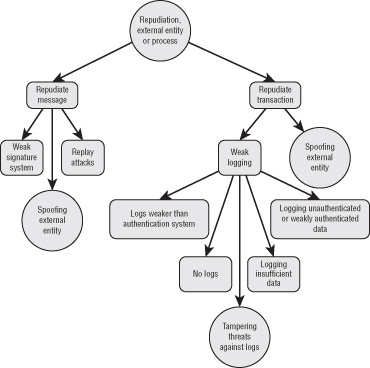 Repudiation,
external entity
or process
Repudiate
message
Repudiate
transaction
Weak
signature
system
Replay
attacks
Weak
logging
Spoofing
external
entity
Spoofing
external
entity
Logs weaker than
authentication system
Logging unauthenticated
or weakly authenticated
data
No logs
Logging
insufficient
data
Tampering
threats
against logs